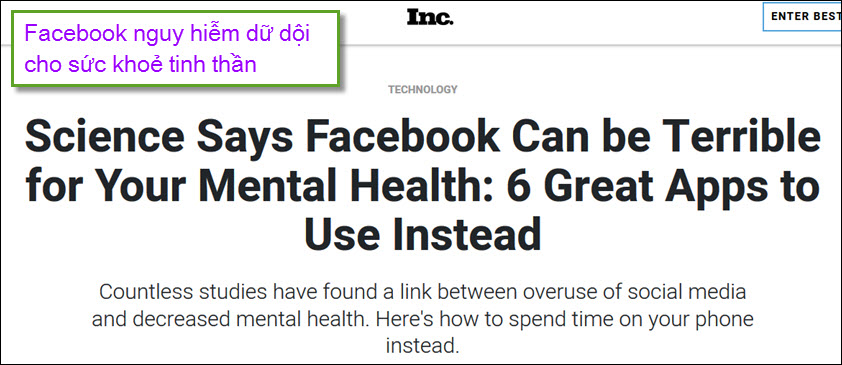 Facebook nguy hiễm dữ dội
cho sức khoẻ tinh thần
Inc.
ENTER BEST
TECHNOLOGY
Science Says Facebook Can be Terrible
for Your Mental Health: 6 Great Apps to
Use Instead
Countless studies have found a link between overuse of social media
and decreased mental health. Here's how to spend time on your phone
instead.